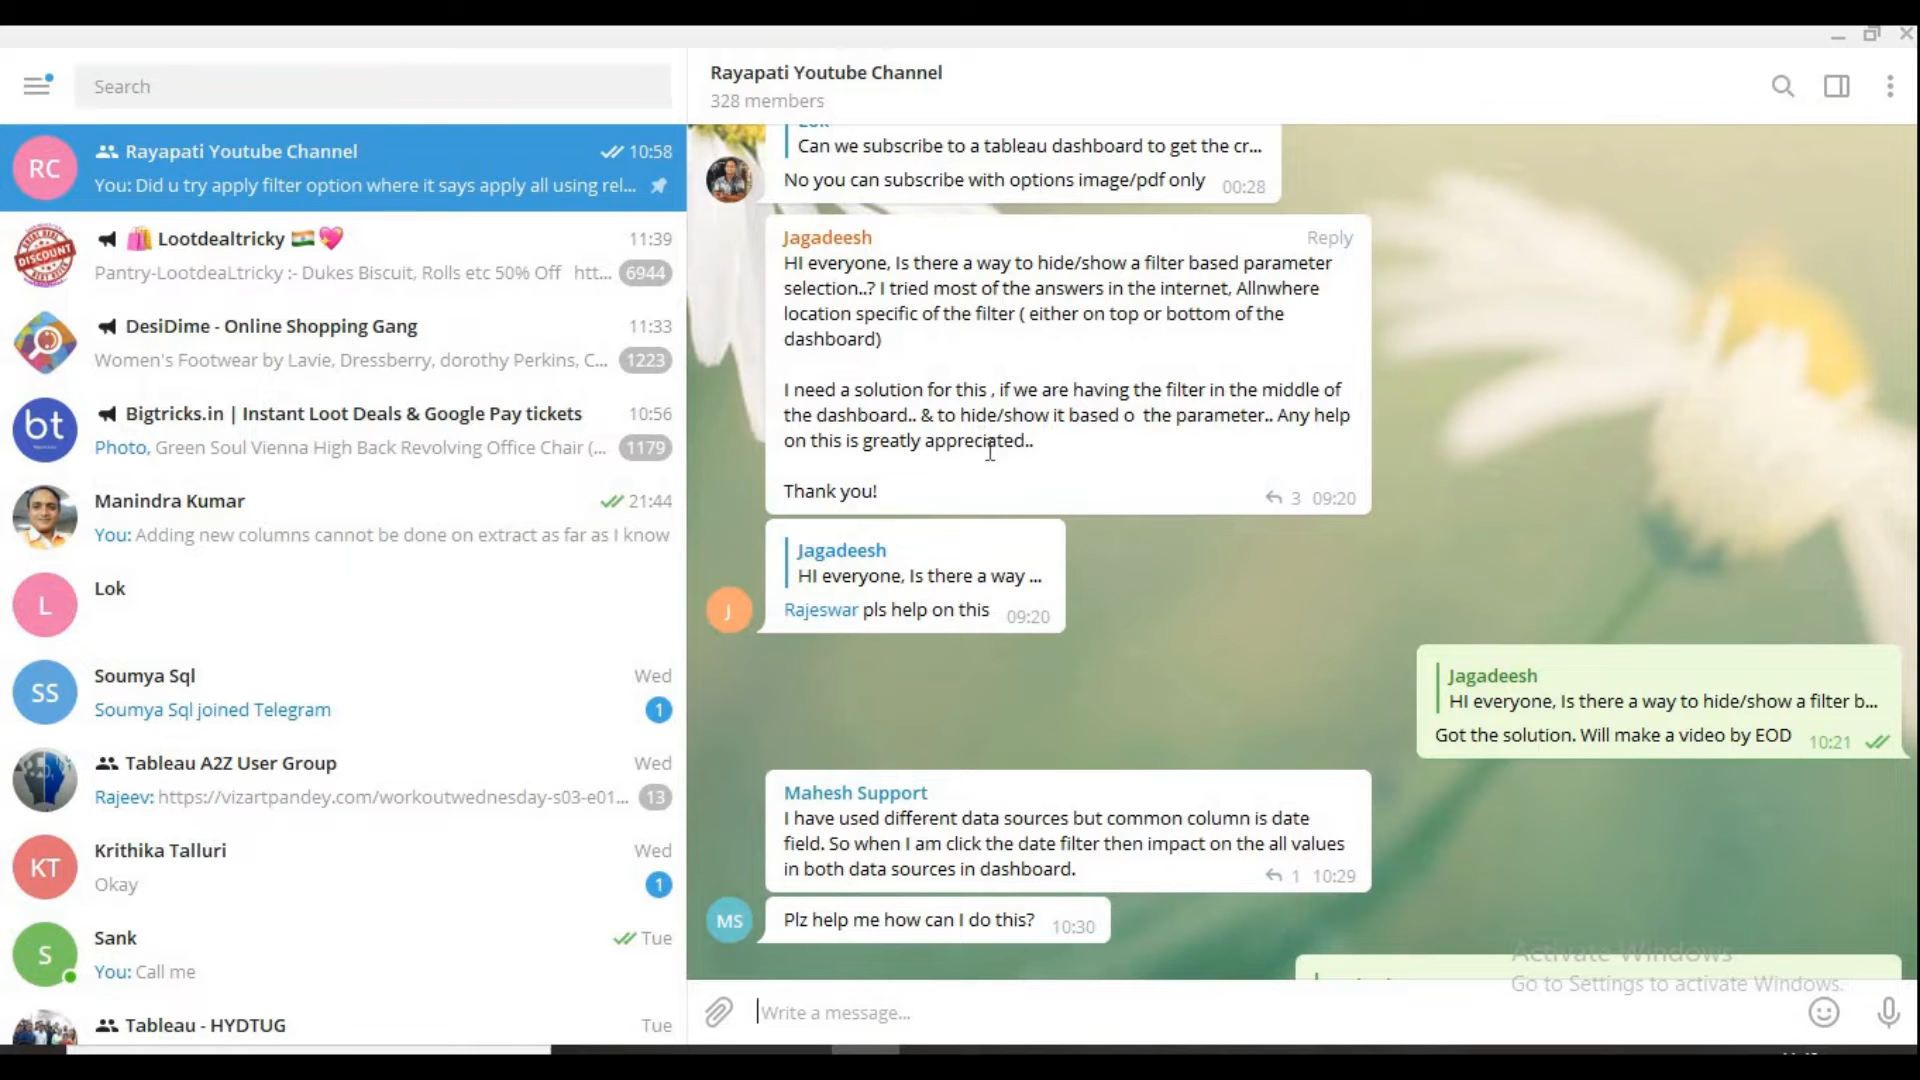 Search
RC
Rayapati Youtube Channel
10:58
You: Did u try apply filter option where it says apply all using rel...
DISCOUNT
Lootdealtricky
11:39
Pantry-LootdeaLtricky :- Dukes Biscuit, Rolls etc 50% Off htt...
6944
DesiDime - Online Shopping Gang
11:33
Women's Footwear by Lavie, Dressberry, dorothy Perkins, C...
1223
bt
Bigtricks.in | Instant Loot Deals & Google Pay tickets
10:56
Photo, Green Soul Vienna High Back Revolving Office Chair (...
1179
Manindra Kumar
21:44
You: Adding new columns cannot be done on extract as far as I know
L
Lok
SS
Soumya Sql
Wed
Soumya Sql joined Telegram
1
Tableau A2Z User Group
Wed
Rajeev: https://vizartpandey.com/workoutwednesday-s03-e01...
13
KT
Krithika Talluri
Wed
Okay
1
S
Sank
Tue
You: Call me
Tableau - HYDTUG
Tue
Rayapati Youtube Channel
328 members
Can we subscribe to a tableau dashboard to get the cr...
No you can subscribe with options image/pdf only
00:28
Jagadeesh
Reply
HI everyone, Is there a way to hide/show a filter based parameter
selection..? I tried most of the answers in the internet, Allnwhere
location specific of the filter ( either on top or bottom of the
dashboard)
I need a solution for this , if we are having the filter in the middle of
the dashboard.. & to hide/show it based o the parameter.. Any help
on this is greatly appreciated..
Thank you!
3 09:20
Jagadeesh
HI everyone, Is there a way ...
J
Rajeswar pls help on this
09:20
Jagadeesh
HI everyone, Is there a way to hide/show a filter b...
Got the solution. Will make a video by EOD
10:21
Mahesh Support
I have used different data sources but common column is date
field. So when I am click the date filter then impact on the all values
in both data sources in dashboard.
1 10:29
MS
Plz help me how can I do this?
10:30
Activate Windows
Go to Settings to activate Windows.
Write a message...